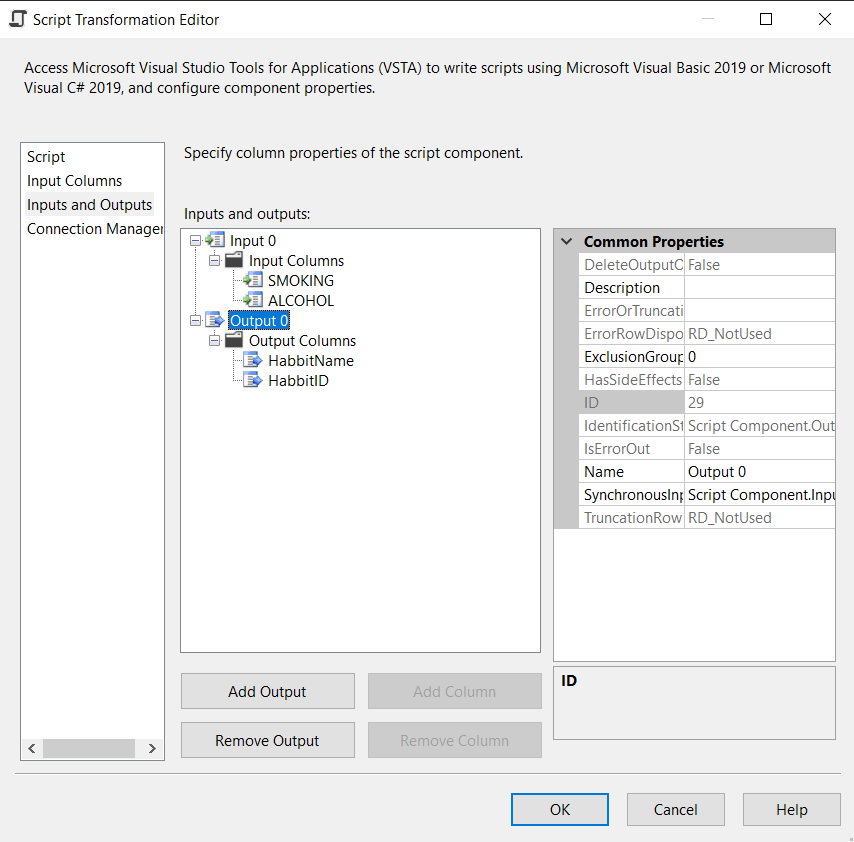 Script Transformation Editor
Access Microsoft Visual Studio Tools for Applications (VSTA) to write scripts using Microsoft Visual Basic 2019 or Microsoft
Visual C# 2019, and configure component properties.
Script
Input Columns
Inputs and Outputs
Connection Manager
Specify column properties of the script component.
Inputs and outputs:
Input 0
Input Columns
SMOKING
ALCOHOL
Output 0
Output Columns
HabbitName
HabbitID
Common Properties
DeleteOutputO False
Description
ErrorOrTruncati
ErrorRowDispo RD_NotUsed
ExclusionGroup 0
HasSideEffects False
ID 29
IdentificationSt Script Component.Out
IsErrorOut False
Name Output 0
SynchronousInp Script Component.Inpu
TruncationRow RD_NotUsed
ID
Add Output
Add Column
Remove Output
Remove Column
OK
Cancel
Help